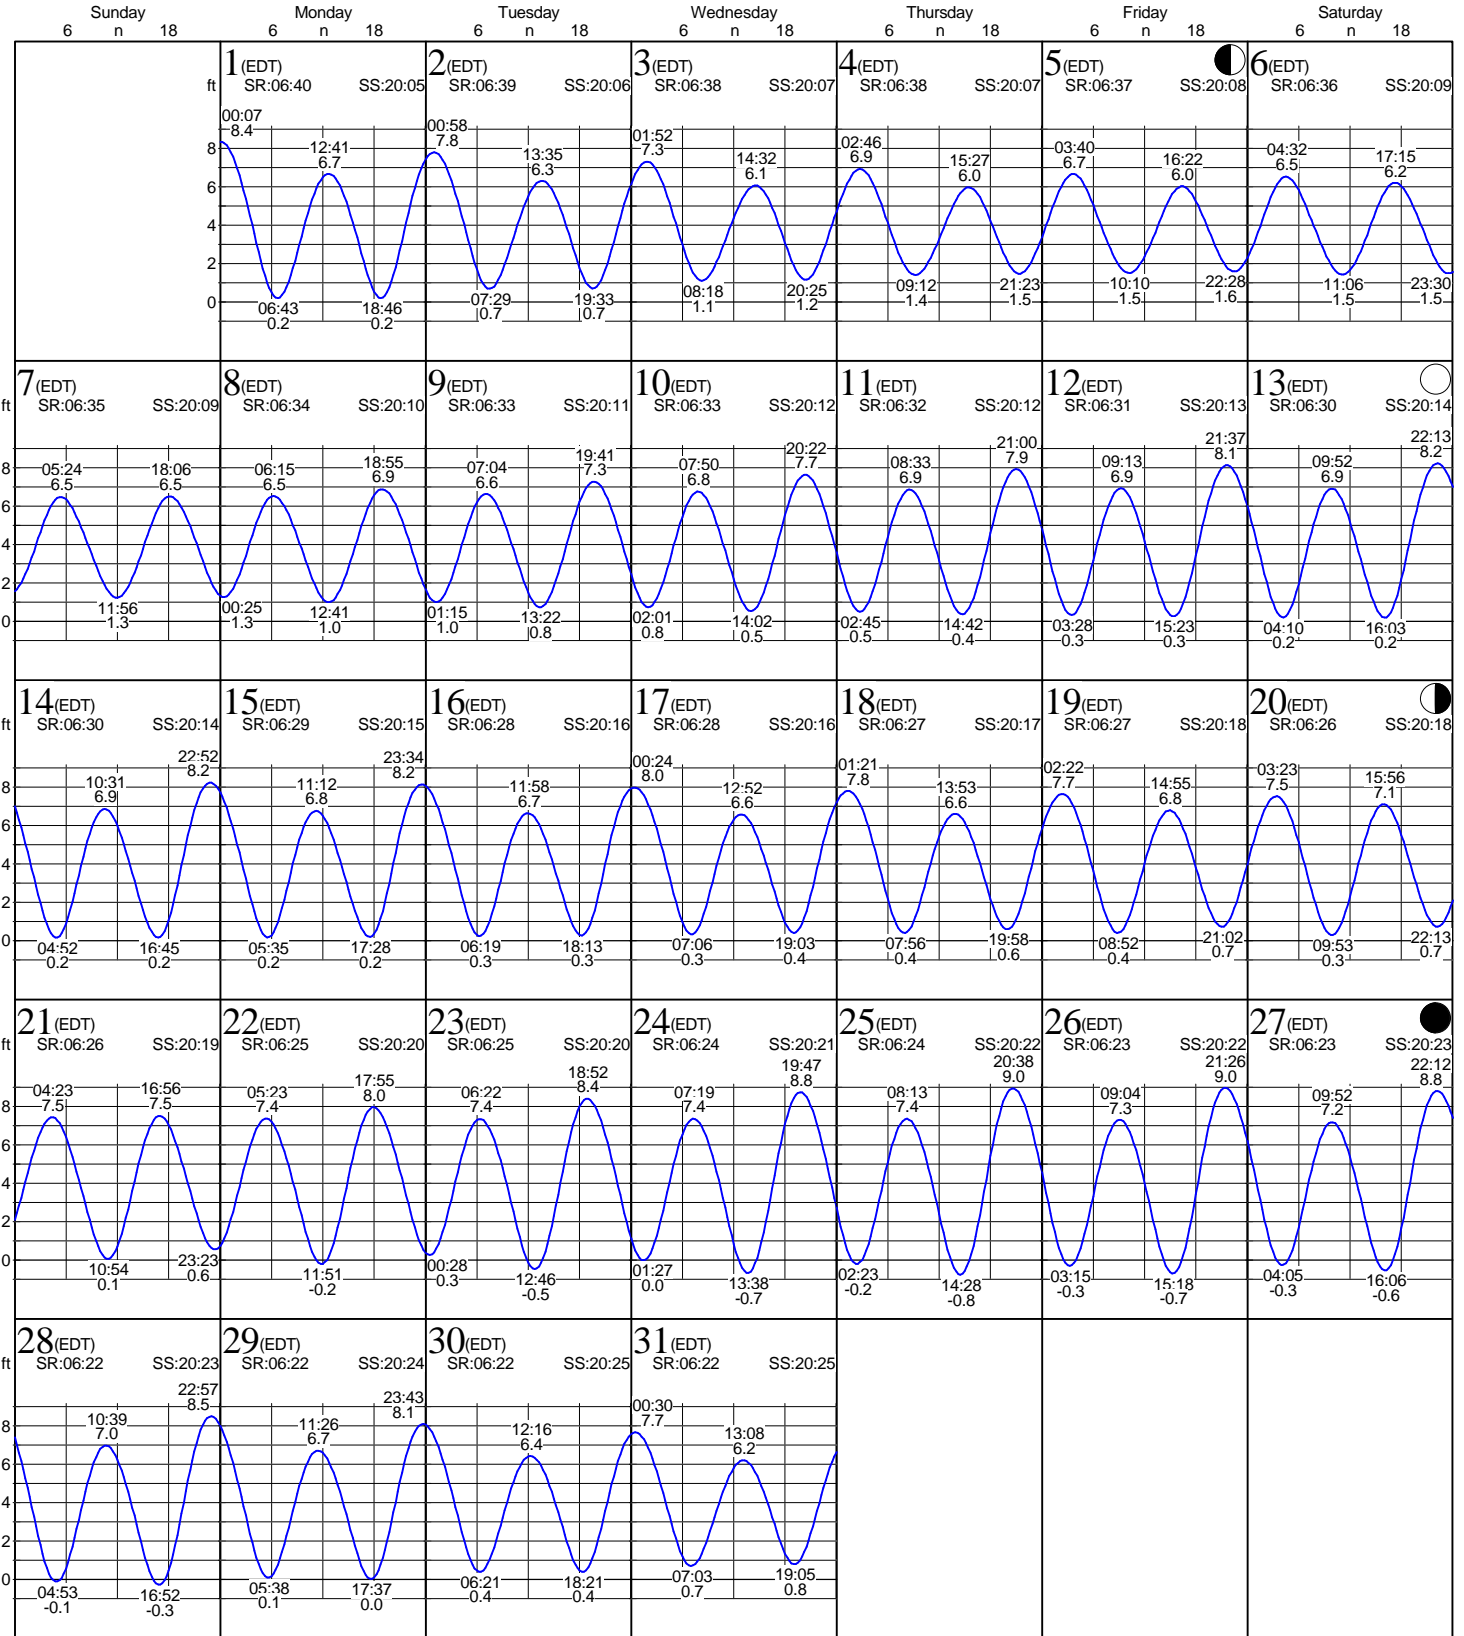 Sunday Monday Tuesday Wednesday Thursday Friday Saturday
6 n 18 6 n 18 6 n 18 6 n 18 6 n 18 6 n 18 6 n 18
1(EDT) 2(EDT) 3(EDT) 4(EDT) 5(EDT) 6(EDT)
ft SR:06:40 SS:20:05 SR:06:39 SS:20:06 SR:06:38 SS:20:07 SR:06:38 SS:20:07 SR:06:37 SS:20:08 SR:06:36 SS:20:09
00:07 12:41 00:58 13:35 01:52 14:32 02:46 15:27 03:40 16:22 04:32 17:15
8.4 6.7 7.8 6.3 7.3 6.1 6.9 6.0 6.7 6.0 6.5 6.2
8
6
4
2
0
06:43 18:46 07:29 19:33 08:18 20:25 09:12 21:23 10:10 22:28 11:06 23:30
0.2 0.2 0.7 0.7 1.1 1.2 1.4 1.5 1.5 1.6 1.5 1.5
7(EDT) 8(EDT) 9(EDT) 10(EDT) 11(EDT) 12(EDT) 13(EDT)
ft SR:06:35 SS:20:09 SR:06:34 SS:20:10 SR:06:33 SS:20:11 SR:06:33 SS:20:12 SR:06:32 SS:20:12 SR:06:31 SS:20:13 SR:06:30 SS:20:14
05:24 18:06 06:15 18:55 07:04 19:41 07:50 20:22 08:33 21:00 09:13 21:37 09:52 22:13
6.5 6.5 6.5 6.9 6.6 7.3 6.8 7.7 6.9 7.9 6.9 8.1 6.9 8.2
8
6
4
2
0
11:56 00:25 12:41 01:15 13:22 02:01 14:02 02:45 14:42 03:28 15:23 04:10 16:03
1.3 1.3 1.0 1.0 0.8 0.8 0.5 0.5 0.4 0.3 0.3 0.2 0.2
14(EDT) 15(EDT) 16(EDT) 17(EDT) 18(EDT) 19(EDT) 20(EDT)
ft SR:06:30 SS:20:14 SR:06:29 SS:20:15 SR:06:28 SS:20:16 SR:06:28 SS:20:16 SR:06:27 SS:20:17 SR:06:27 SS:20:18 SR:06:26 SS:20:18
10:31 22:52 11:12 23:34 11:58 00:24 12:52 01:21 13:53 02:22 14:55 03:23 15:56
6.9 8.2 6.8 8.2 6.7 8.0 6.6 7.8 6.6 7.7 6.8 7.5 7.1
8
6
4
2
0
04:52 16:45 05:35 17:28 06:19 18:13 07:06 19:03 07:56 19:58 08:52 21:02 09:53 22:13
0.2 0.2 0.2 0.2 0.3 0.3 0.3 0.4 0.4 0.6 0.4 0.7 0.3 0.7
21(EDT) 22(EDT) 23(EDT) 24(EDT) 25(EDT) 26(EDT) 27(EDT)
ft SR:06:26 SS:20:19 SR:06:25 SS:20:20 SR:06:25 SS:20:20 SR:06:24 SS:20:21 SR:06:24 SS:20:22 SR:06:23 SS:20:22 SR:06:23 SS:20:23
04:23 16:56 05:23 17:55 06:22 18:52 07:19 19:47 08:13 20:38 09:04 21:26 09:52 22:12
7.5 7.5 7.4 8.0 7.4 8.4 7.4 8.8 7.4 9.0 7.3 9.0 7.2 8.8
8
6
4
2
0
10:54 23:23 11:51 00:28 12:46 01:27 13:38 02:23 14:28 03:15 15:18 04:05 16:06
0.1 0.6 -0.2 0.3 -0.5 0.0 -0.7 -0.2 -0.8 -0.3 -0.7 -0.3 -0.6
28(EDT) 29(EDT) 30(EDT) 31(EDT)
ft SR:06:22 SS:20:23 SR:06:22 SS:20:24 SR:06:22 SS:20:25 SR:06:22 SS:20:25
10:39 22:57 11:26 23:43 12:16 00:30 13:08
7.0 8.5 6.7 8.1 6.4 7.7 6.2
8
6
4
2
0
04:53 16:52 05:38 17:37 06:21 18:21 07:03 19:05
-0.1 -0.3 0.1 0.0 0.4 0.4 0.7 0.8